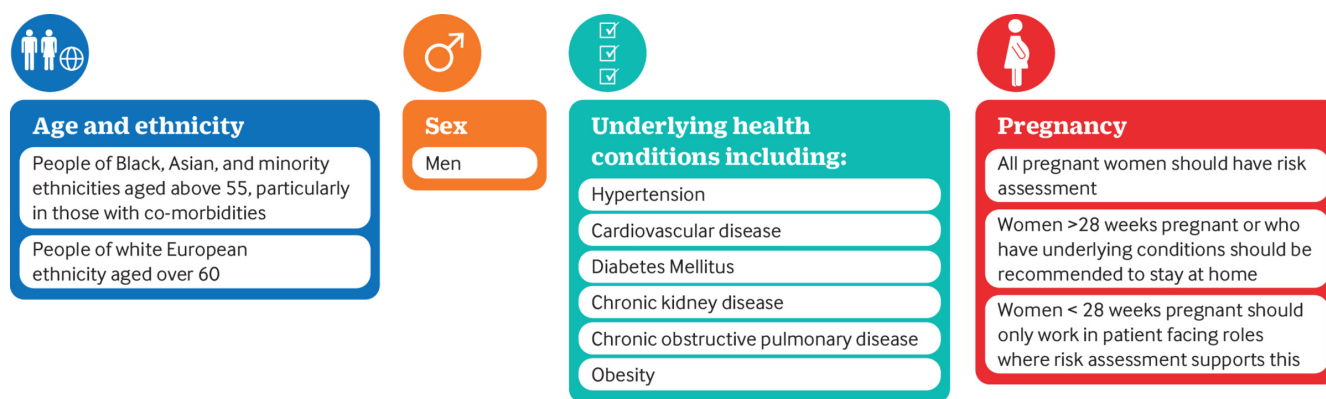 Age and ethnicity
People of Black, Asian, and minority
ethnicities aged above 55, particularly
in those with co-morbidities
People of white European
ethnicity aged over 60
Sex
Men
Underlying health
conditions including:
Hypertension
Cardiovascular disease
Diabetes Mellitus
Chronic kidney disease
Chronic obstructive pulmonary disease
Obesity
Pregnancy
All pregnant women should have risk
assessment
Women >28 weeks pregnant or who
have underlying conditions should be
recommended to stay at home
Women < 28 weeks pregnant should
only work in patient facing roles
where risk assessment supports this